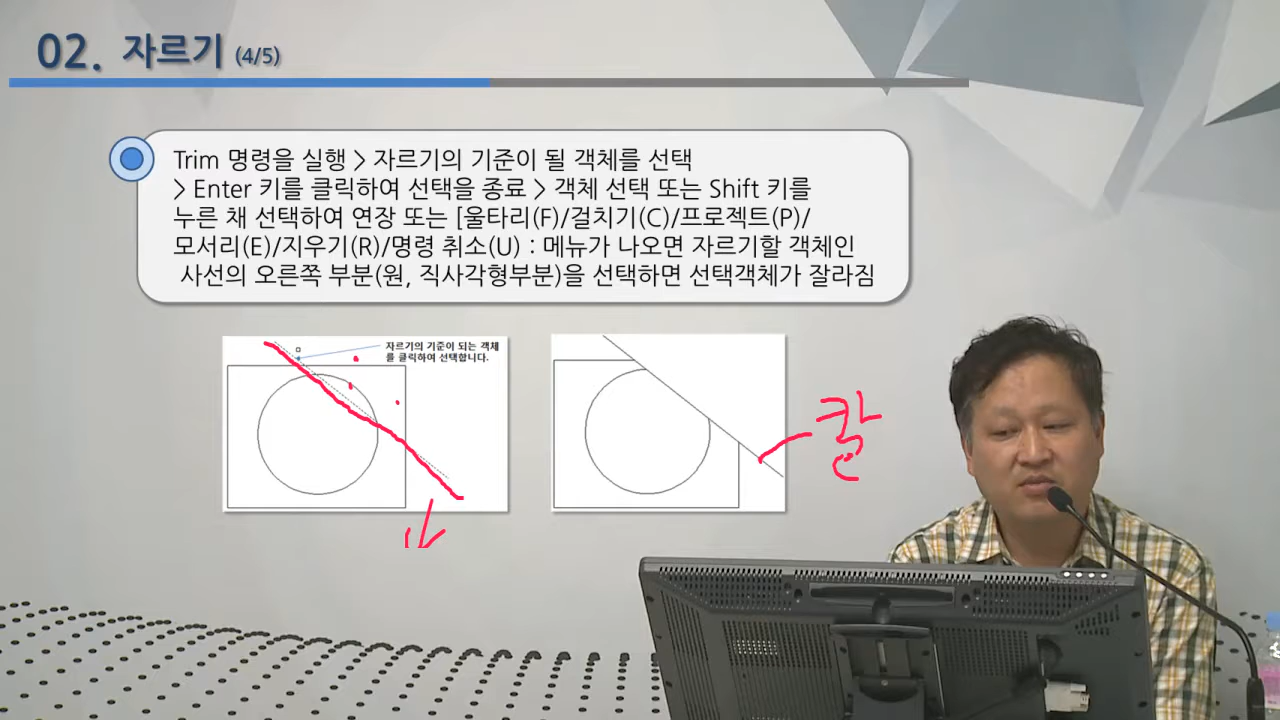 02. 자르기 (4/5)
Trim 명령을 실행 > 자르기의 기준이 될 객체를 선택
> Enter 키를 클릭하여 선택을 종료 > 객체 선택 또는 Shift 키를
누른 채 선택하여 연장 또는 [울타리(F)/걸치기(C)/프로젝트(P)/
모서리(E)/지우기(R)/명령 취소(U) : 메뉴가 나오면 자르기할 객체인
사선의 오른쪽 부분(원, 직사각형부분)을 선택하면 선택객체가 잘라짐
자르기의 기준이 되는 객체
를 클릭하여 선택합니다.
칼